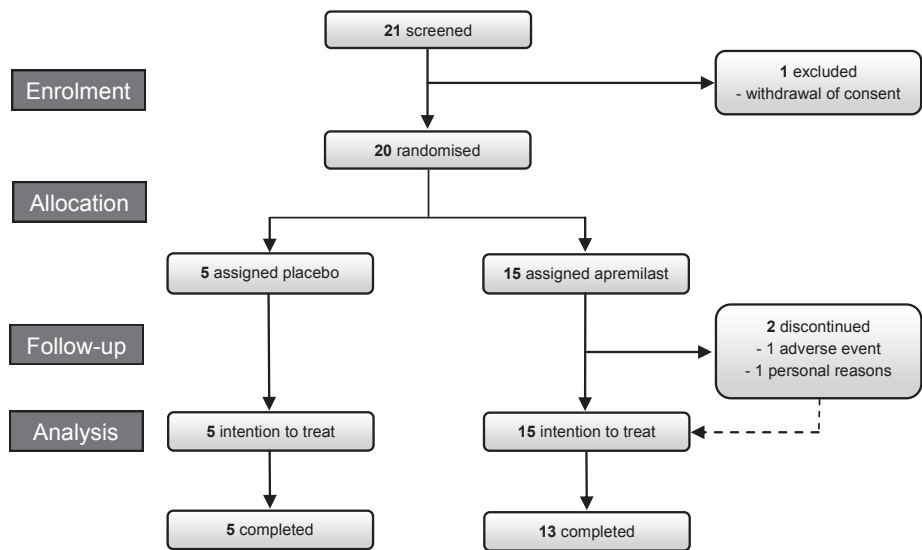 21 screened
Enrolment
1 excluded
- withdrawal of consent
20 randomised
Allocation
5 assigned placebo
15 assigned apremilast
Follow-up
2 discontinued
- 1 adverse event
- 1 personal reasons
Analysis
5 intention to treat
15 intention to treat
5 completed
13 completed